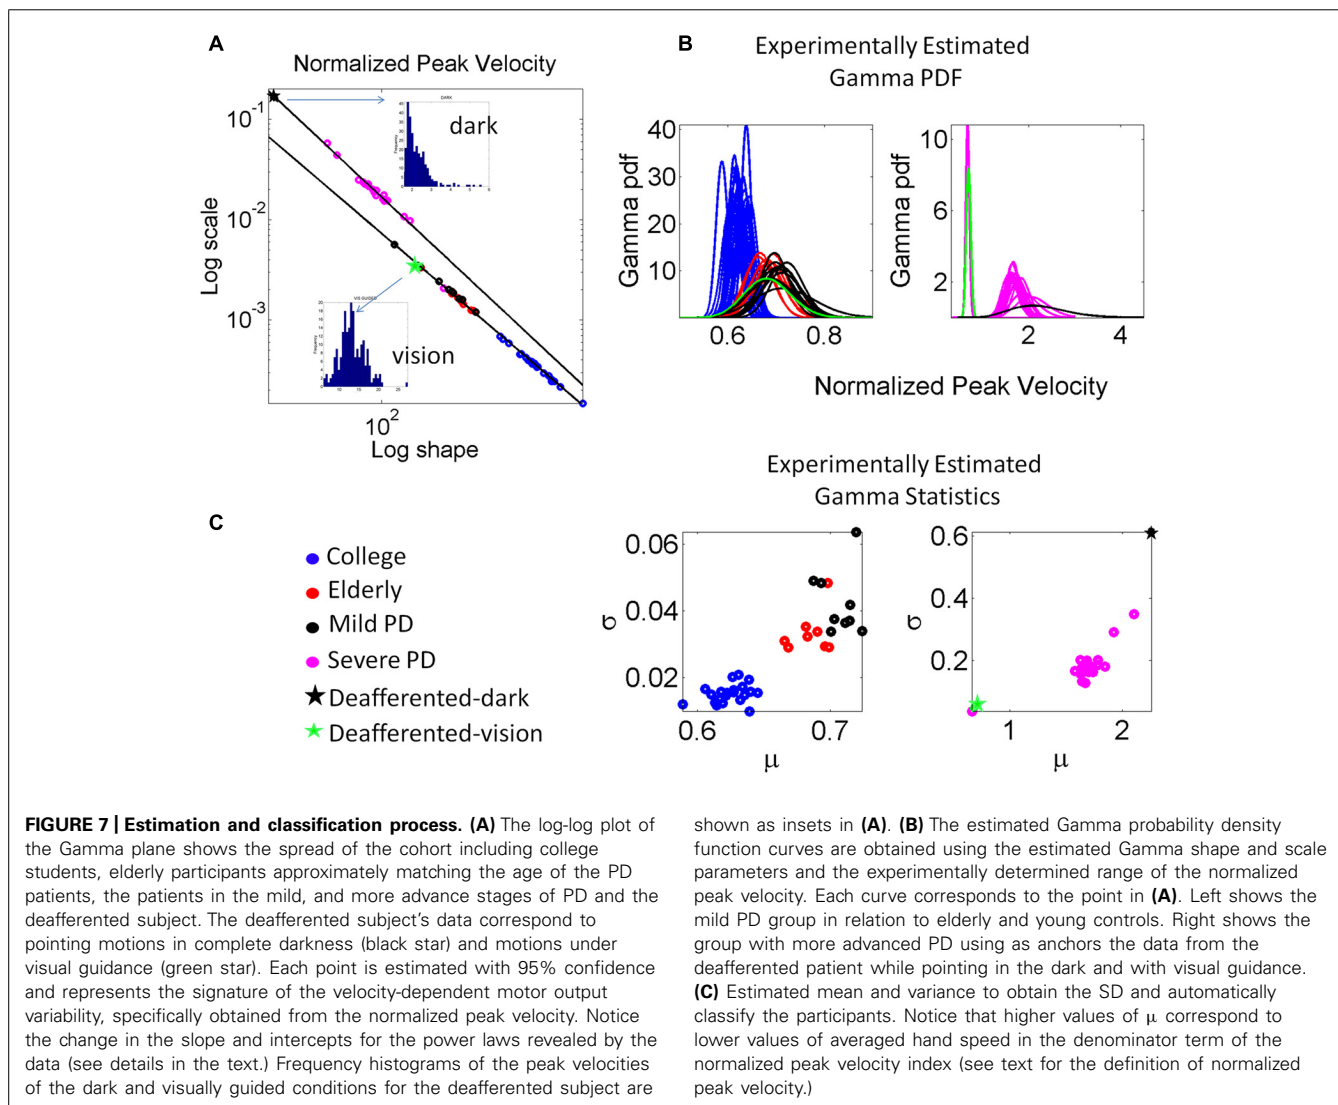 A
Normalized Peak Velocity
Log scale
10-1
10-2
10-3
DARK
dark
Frequency
VIS GUIDED
vision
Frequency
10 15 20 25
102
Log shape
B
Experimentally Estimated
Gamma PDF
Gamma pdf
40
30
20
10
0.6 0.8
Gamma pdf
10
6
2
2 4
Normalized Peak Velocity
C
College
Elderly
Mild PD
Severe PD
Deafferented-dark
Deafferented-vision
Experimentally Estimated
Gamma Statistics
σ
0.06
0.04
0.02
0.6 0.7
μ
σ
0.6
0.4
0.2
1 2
μ
FIGURE 7 | Estimation and classification process. (A) The log-log plot of
the Gamma plane shows the spread of the cohort including college
students, elderly participants approximately matching the age of the PD
patients, the patients in the mild, and more advance stages of PD and the
deafferented subject. The deafferented subject's data correspond to
pointing motions in complete darkness (black star) and motions under
visual guidance (green star). Each point is estimated with 95% confidence
and represents the signature of the velocity-dependent motor output
variability, specifically obtained from the normalized peak velocity. Notice
the change in the slope and intercepts for the power laws revealed by the
data (see details in the text.) Frequency histograms of the peak velocities
of the dark and visually guided conditions for the deafferented subject are
shown as insets in (A). (B) The estimated Gamma probability density
function curves are obtained using the estimated Gamma shape and scale
parameters and the experimentally determined range of the normalized
peak velocity. Each curve corresponds to the point in (A). Left shows the
mild PD group in relation to elderly and young controls. Right shows the
group with more advanced PD using as anchors the data from the
deafferented patient while pointing in the dark and with visual guidance.
(C) Estimated mean and variance to obtain the SD and automatically
classify the participants. Notice that higher values of μ correspond to
lower values of averaged hand speed in the denominator term of the
normalized peak velocity index (see text for the definition of normalized
peak velocity.)